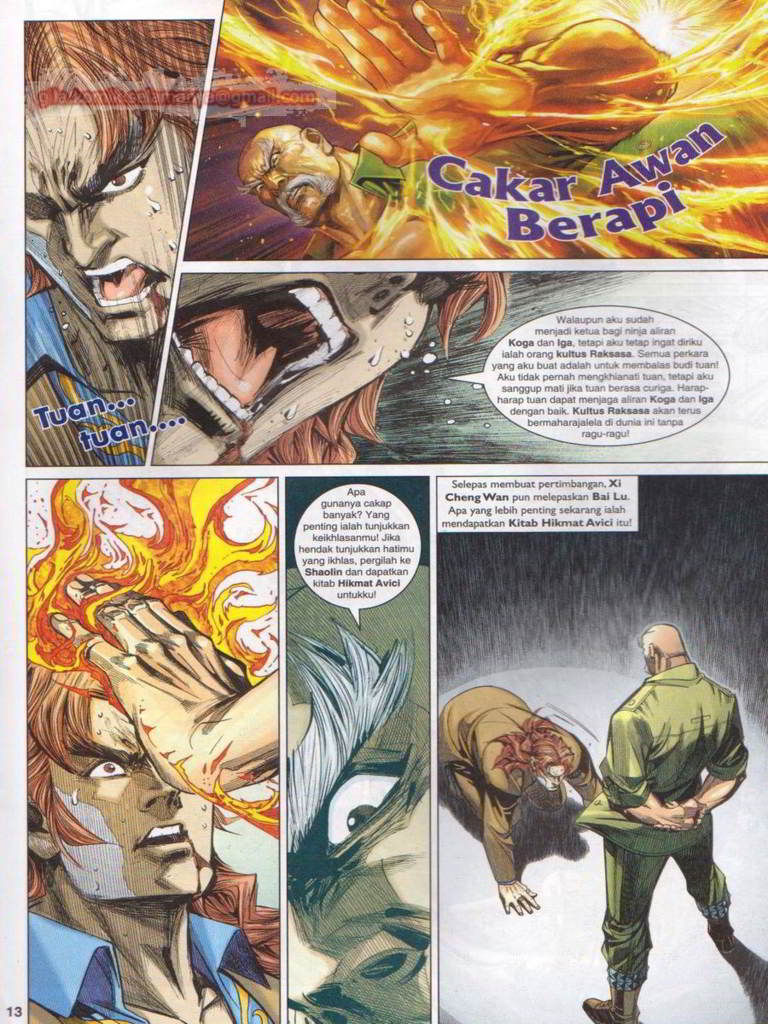 gila.komikselamanya@gmail.com
Cakar Awan
Berapi
Tuan...
tuan....
Walaupun aku sudah
menjadi ketua bagi ninja aliran
Koga dan Iga, tetapi aku tetap ingat diriku
ialah orang kultus Raksasa. Semua perkara
yang aku buat adalah untuk membalas budi tuan!
Aku tidak pernah mengkhianati tuan, tetapi aku
sanggup mati jika tuan berasa curiga. Harap-
harap tuan dapat menjaga aliran Koga dan Iga
dengan baik. Kultus Raksasa akan terus
bermaharajalela di dunia ini tanpa
ragu-ragu!
Apa
gunanya cakap
banyak? Yang
penting ialah tunjukkan
keikhlasanmu! Jika
hendak tunjukkan hatimu
yang ikhlas, pergilah ke
Shaolin dan dapatkan
kitab Hikmat Avici
untukku!
Selepas membuat pertimbangan, Xi
Cheng Wan pun melepaskan Bai Lu.
Apa yang lebih penting sekarang ialah
mendapatkan Kitab Hikmat Avici itu!
13